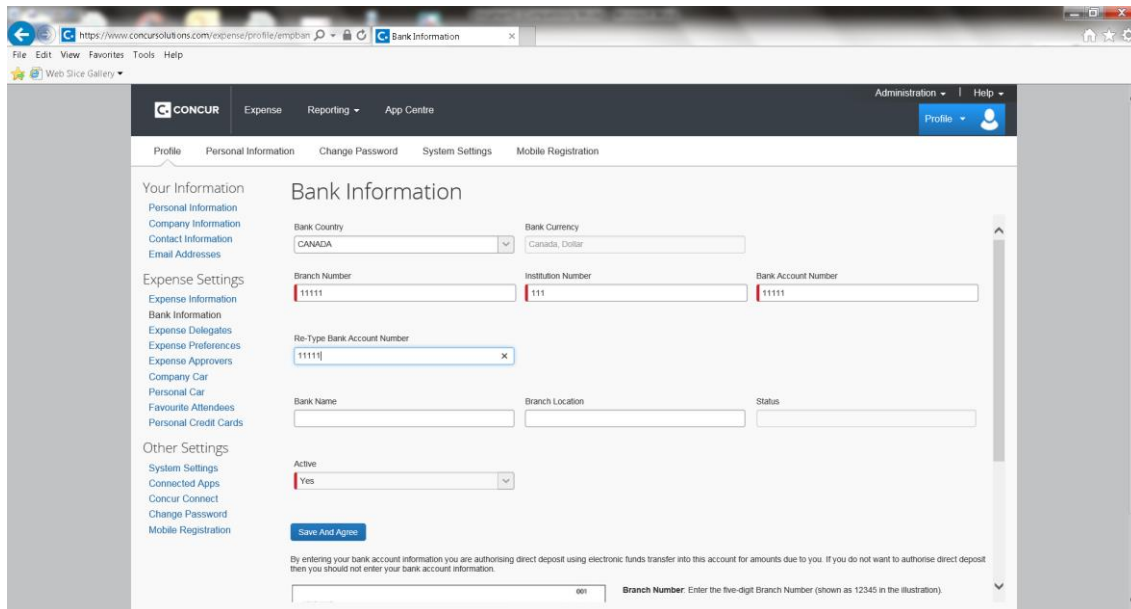 https://www.concursolutions.com/expense/profile/empban
Bank Information
File Edit View Favorites Tools Help
Web Slice Gallery
Administration | Help
C. CONCUR Expense Reporting App Centre
Profile
Profile Personal Information Change Password System Settings Mobile Registration
Your Information
Personal Information
Company Information
Contact Information
Email Addresses
Expense Settings
Expense Information
Bank Information
Expense Delegates
Expense Preferences
Expense Approvers
Company Car
Personal Car
Favourite Attendees
Personal Credit Cards
Other Settings
System Settings
Connected Apps
Concur Connect
Change Password
Mobile Registration
Bank Information
Bank Country Bank Currency
CANADA Canada, Dollar
Branch Number Institution Number Bank Account Number
11111 111 11111
Re-Type Bank Account Number
11111
Bank Name Branch Location Status
Active
Yes
Save And Agree
By entering your bank account information you are authorising direct deposit using electronic funds transfer into this account for amounts due to you. If you do not want to authorise direct deposit
then you should not enter your bank account information.
001 Branch Number: Enter the five-digit Branch Number (shown as 12345 in the illustration).